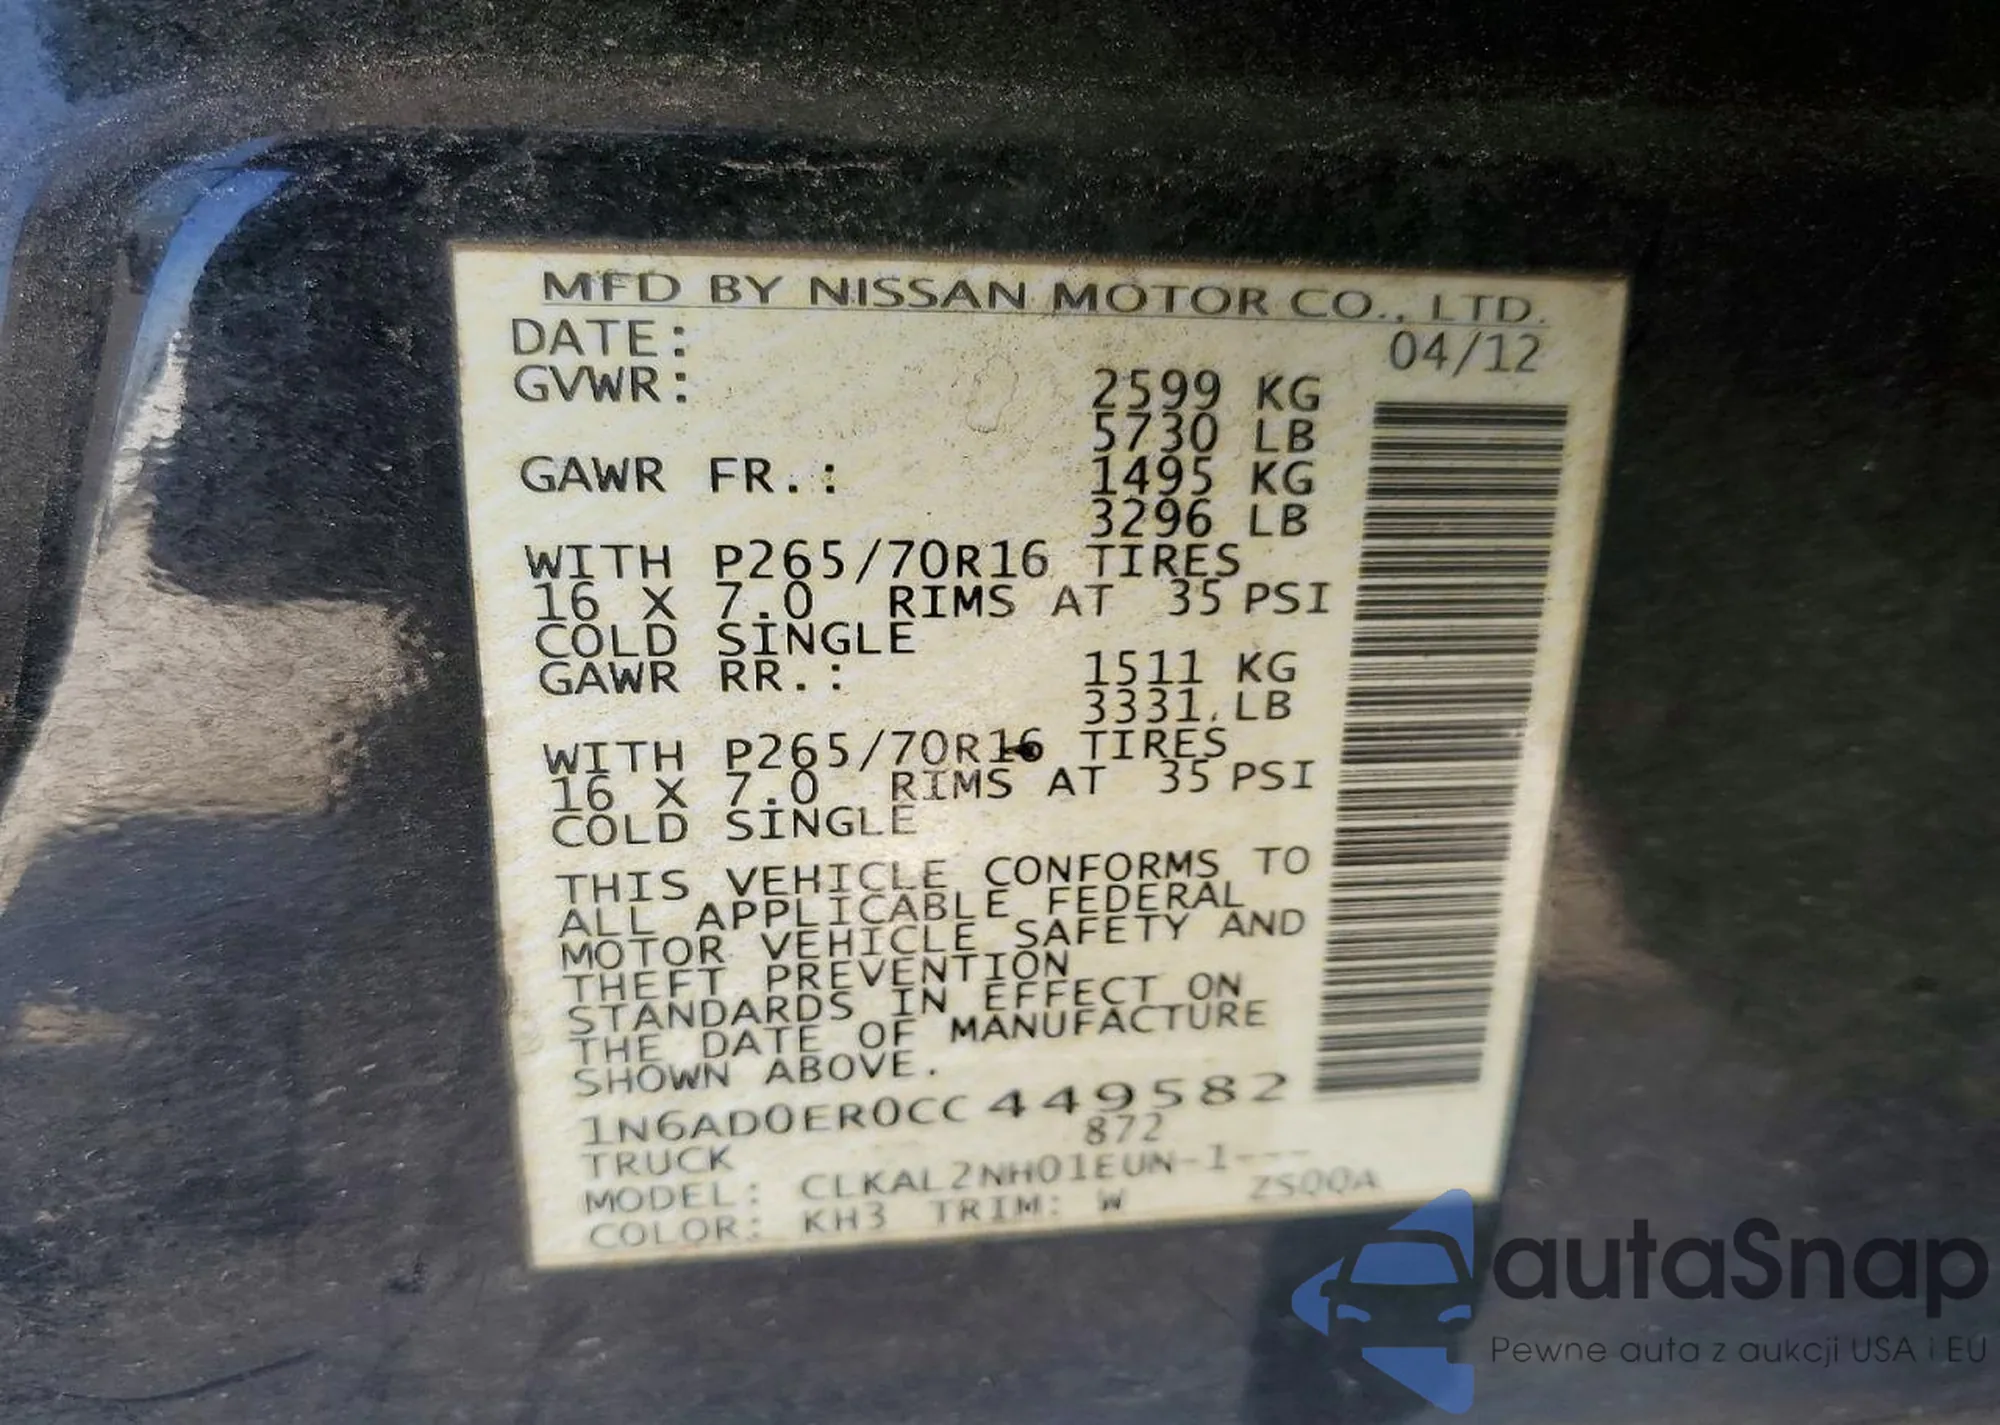 MFD BY NISSAN MOTOR CO., LTD.
DATE: 04/12
GVWR: 2599 KG
5730 LB
GAWR FR.: 1495 KG
3296 LB
WITH P265/70R16 TIRES
16 X 7.0 RIMS AT 35 PSI
COLD SINGLE
GAWR RR.: 1511 KG
3331 LB
WITH P265/70R16 TIRES
16 X 7.0 RIMS AT 35 PSI
COLD SINGLE
THIS VEHICLE CONFORMS TO
ALL APPLICABLE FEDERAL
MOTOR VEHICLE SAFETY AND
THEFT PREVENTION
STANDARDS IN EFFECT ON
THE DATE OF MANUFACTURE
SHOWN ABOVE.
1N6AD0ER0CC 449582
872
TRUCK
MODEL: CLKAL2NH01EUN-1---
COLOR: KH3 TRIM: W ZSQQA
autaSnap
Pewne auta z aukcji USA i EU